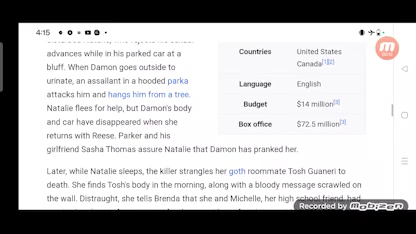 4:15
advances while in his parked car at a
bluff. When Damon goes outside to
urinate, an assailant in a hooded parka
attacks him and hangs him from a tree.
Natalie flees for help, but Damon's body
and car have disappeared when she
returns with Reese. Parker and his
girlfriend Sasha Thomas assure Natalie that Damon has pranked her.
Countries United States
Canada[1][2]
Language English
Budget $14 million[2]
Box office $72.5 million[3]
Later, while Natalie sleeps, the killer strangles her goth roommate Tosh Guaneri to
death. She finds Tosh's body in the morning, along with a bloody message scrawled on
the wall. Distraught, she tells Brenda that she and Michelle, her high school friend, had
Recorded by
mobizen